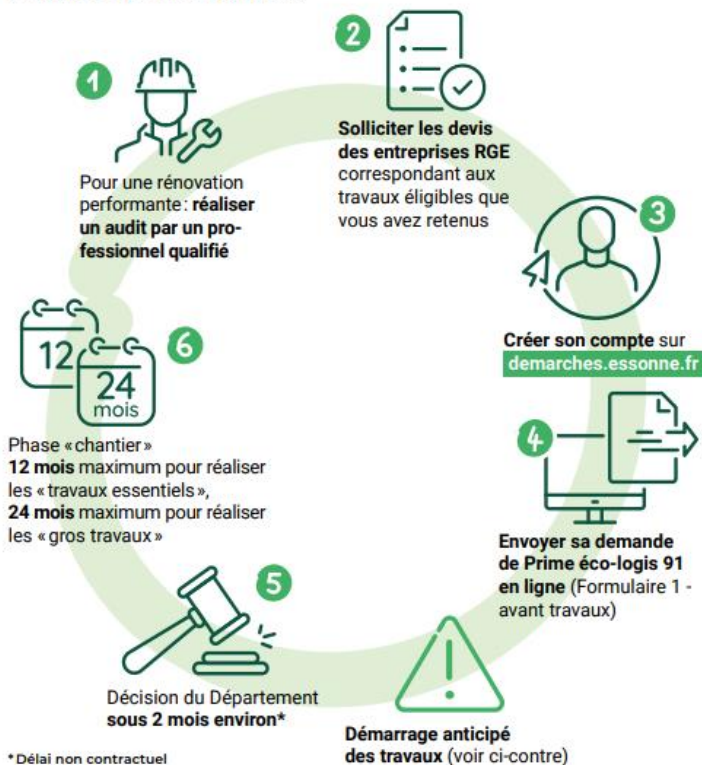 1
Pour une rénovation
performante : réaliser
un audit par un pro-
fessionnel qualifié
2
Solliciter les devis
des entreprises RGE
correspondant aux
travaux éligibles que
vous avez retenus
3
Créer son compte sur
demarches.essonne.fr
4
Envoyer sa demande
de Prime éco-logis 91
en ligne (Formulaire 1 -
avant travaux)
Démarrage anticipé
des travaux (voir ci-contre)
5
Décision du Département
sous 2 mois environ*
6
12
24
mois
Phase « chantier »
12 mois maximum pour réaliser
les « travaux essentiels »,
24 mois maximum pour réaliser
les « gros travaux »
* Délai non contractuel